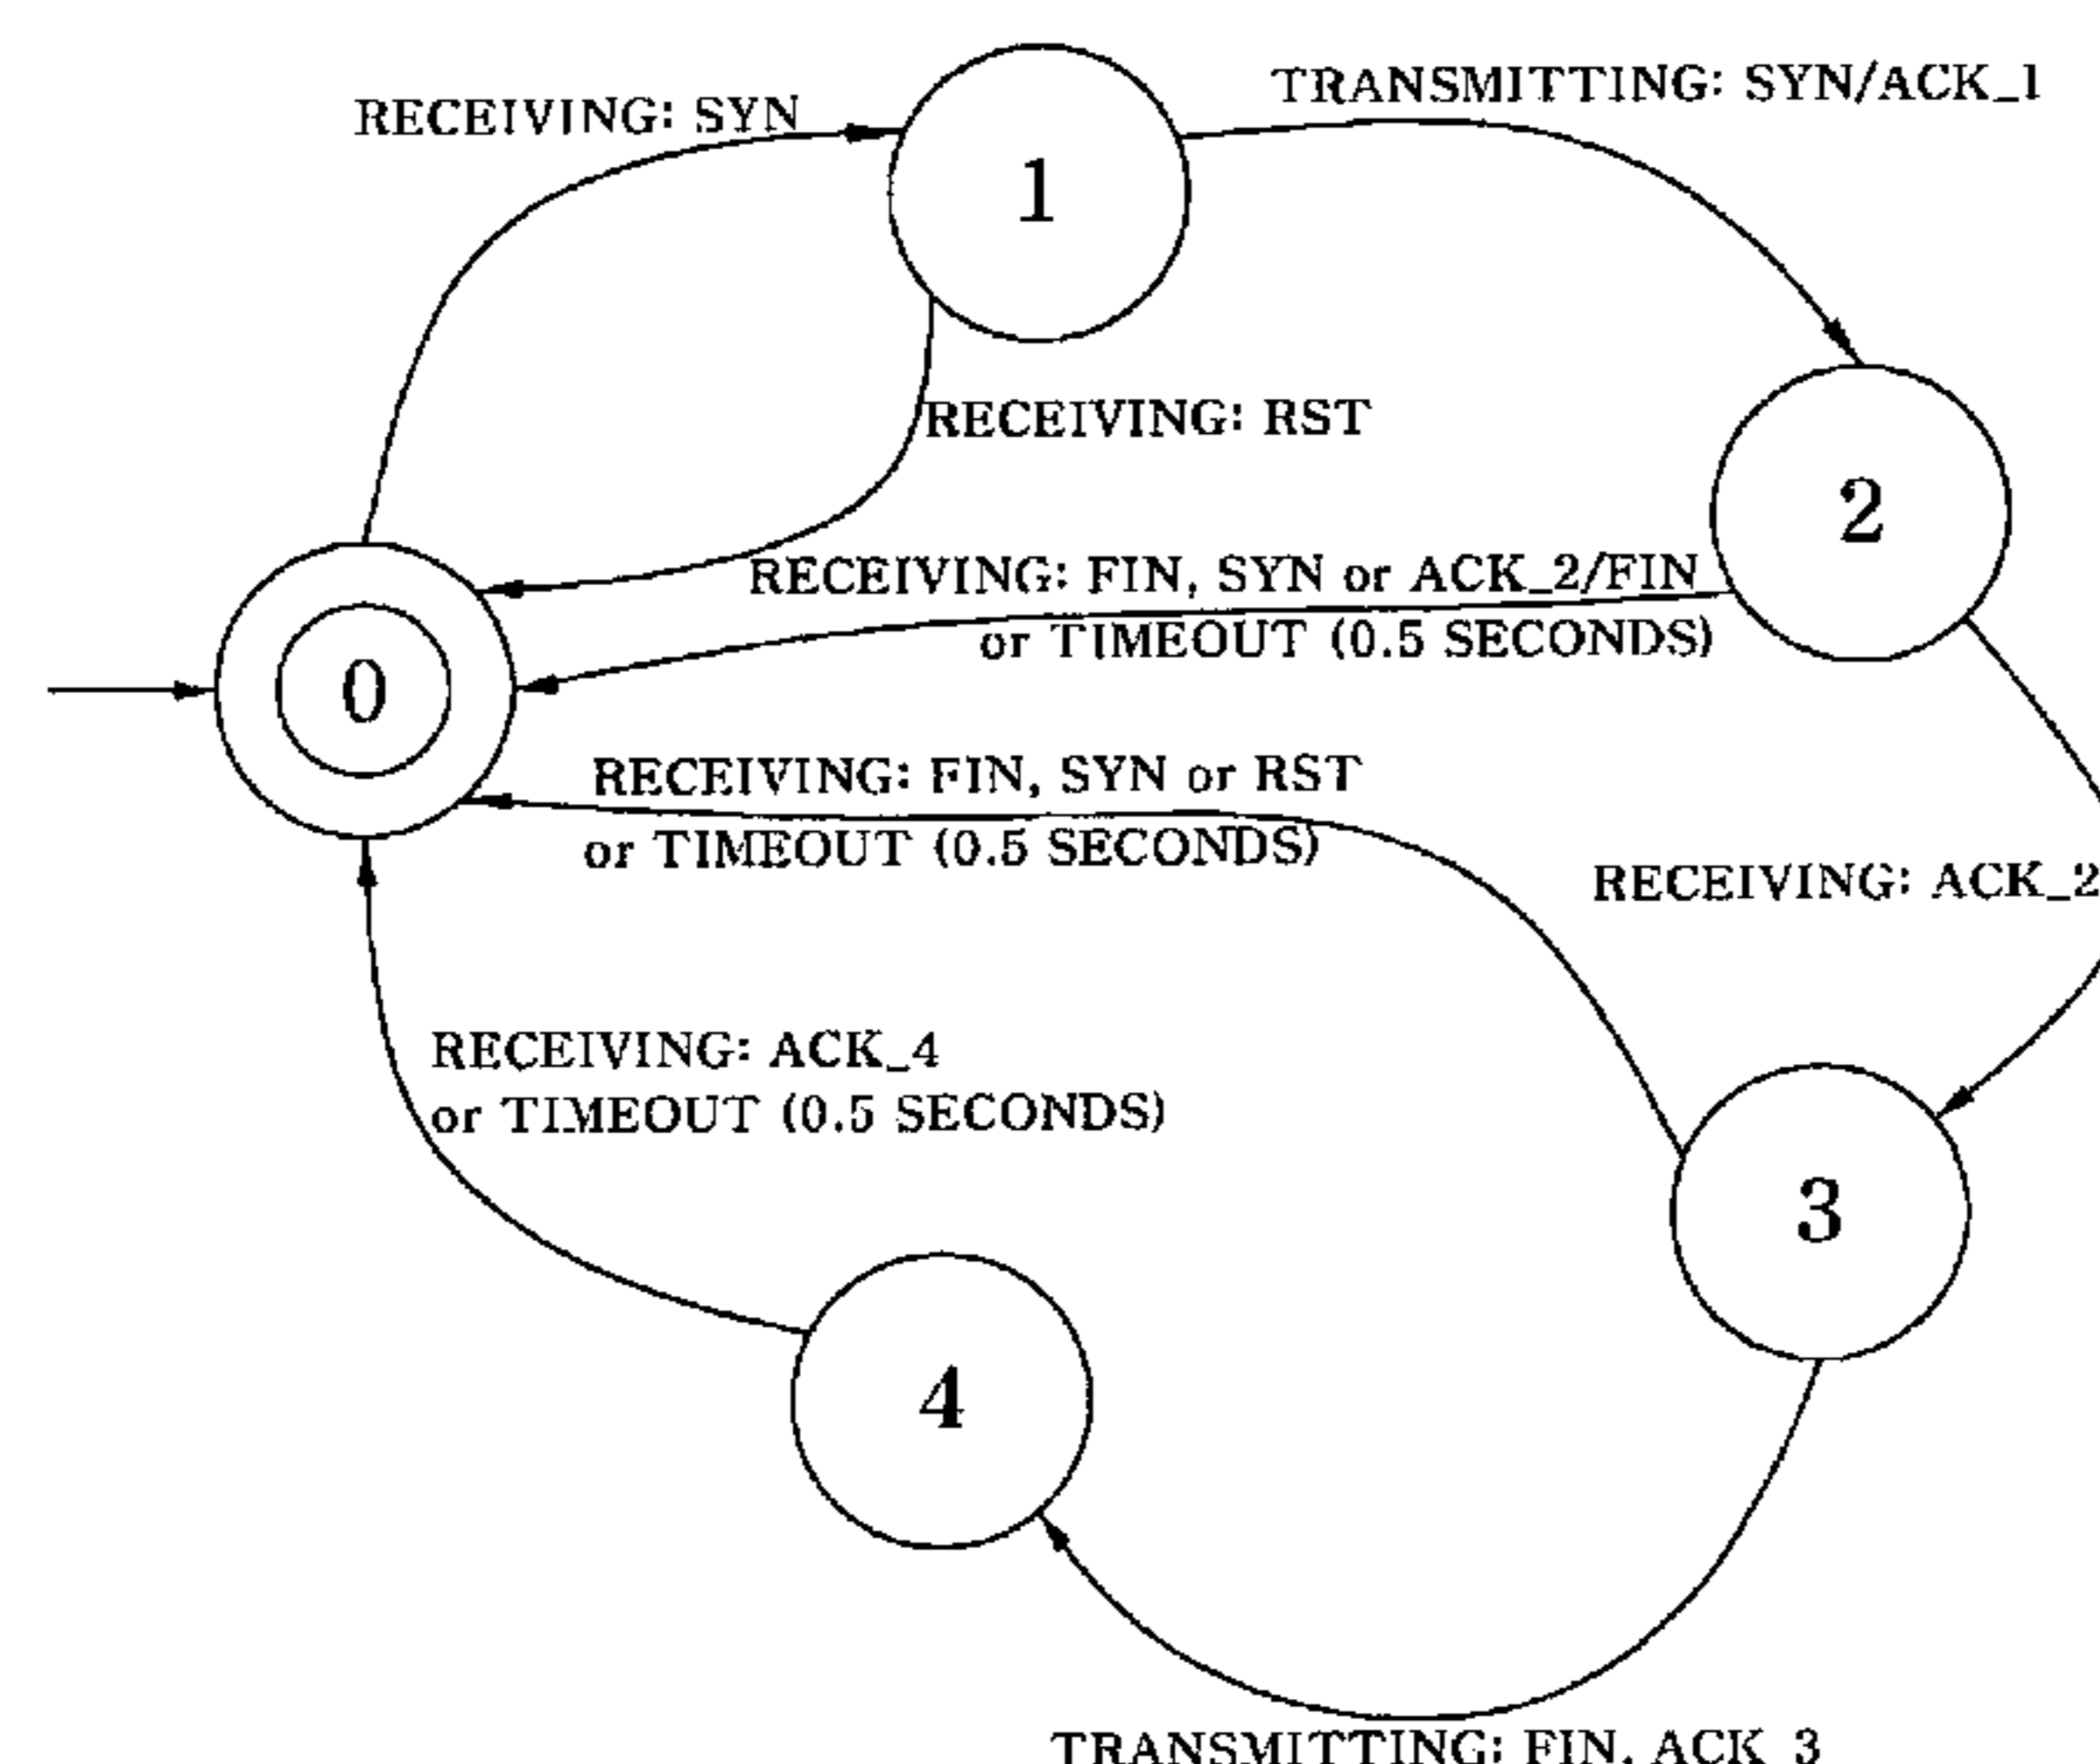 RECEIVING: SYN
TRANSMITTING: SYN/ACK_1
1
RECEIVING: RST
2
RECEIVING: FIN, SYN or ACK_2/FIN
or TIMEOUT (0.5 SECONDS)
0
RECEIVING: FIN, SYN or RST
or TIMEOUT (0.5 SECONDS)
RECEIVING: ACK_2
RECEIVING: ACK_4
or TIMEOUT (0.5 SECONDS)
3
4
TRANSMITTING: FIN, ACK_3